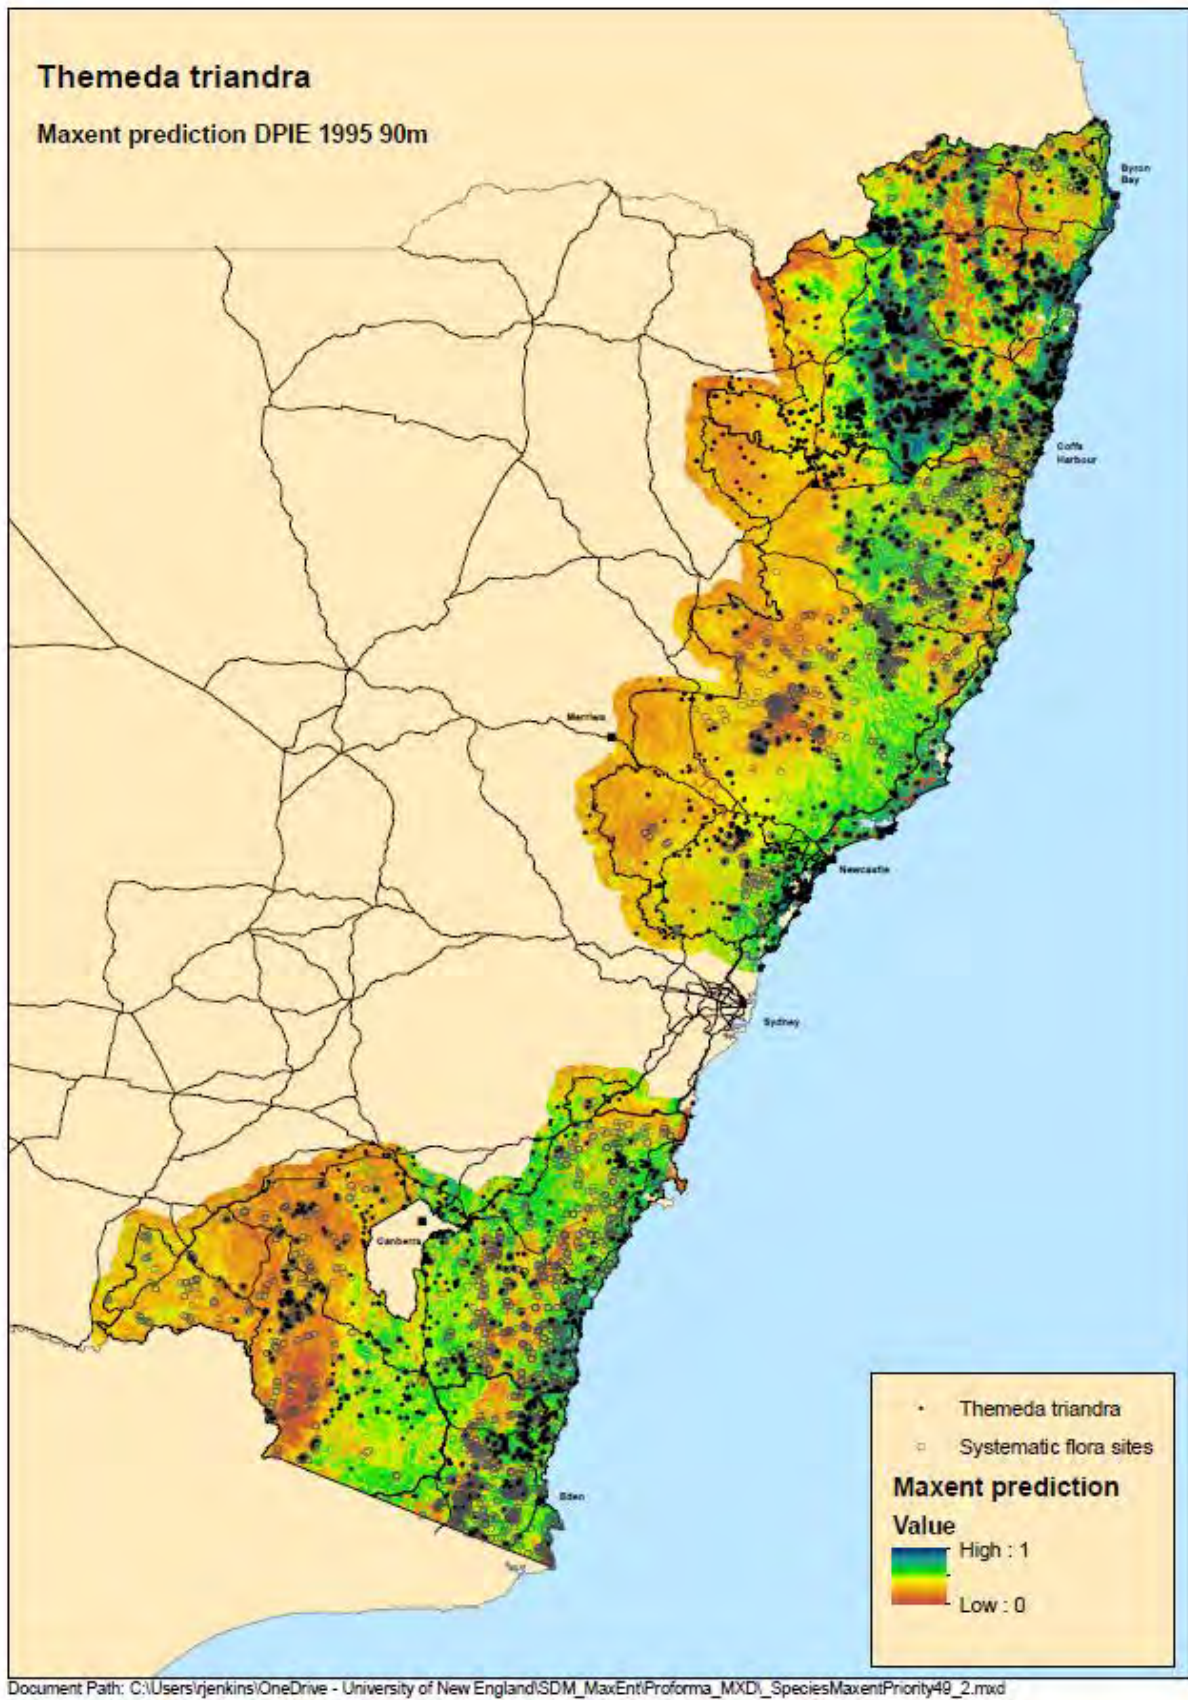 Themeda triandra
Maxent prediction DPIE 1995 90m
Byron
Bay
Coffs
Harbour
Merriwa
Newcastle
Sydney
Canberra
Eden
Themeda triandra
Systematic flora sites
Maxent prediction
Value
High : 1
Low : 0
Document Path: C:\Users\rjenkins\OneDrive - University of New England\SDM_MaxEnt\Proforma_MXD\_SpeciesMaxentPriority49_2.mxd